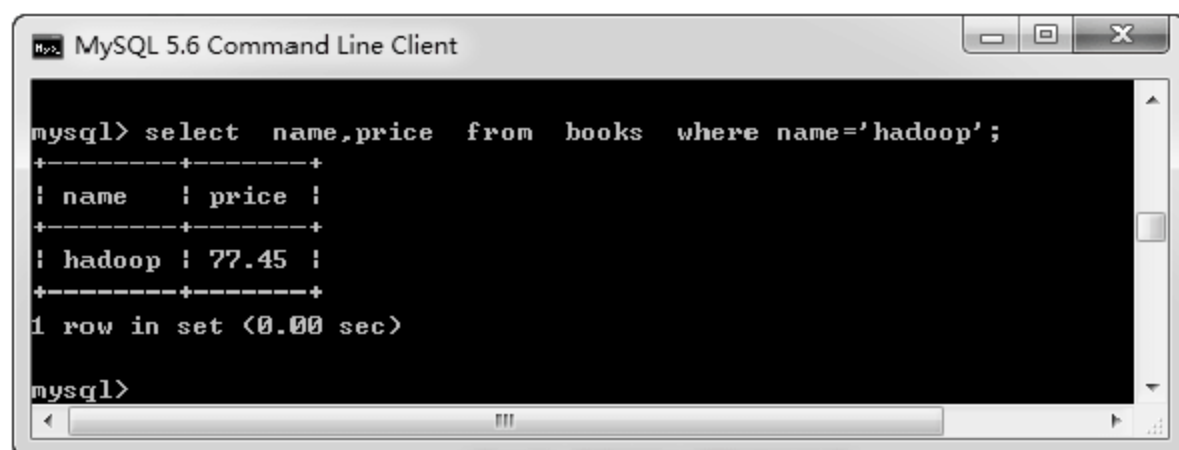 MySQL 5.6 Command Line Client
mysql> select  name,price  from  books  where name='hadoop';
+--------+-------+
| name   | price |
+--------+-------+
| hadoop | 77.45 |
+--------+-------+
1 row in set (0.00 sec)
mysql>